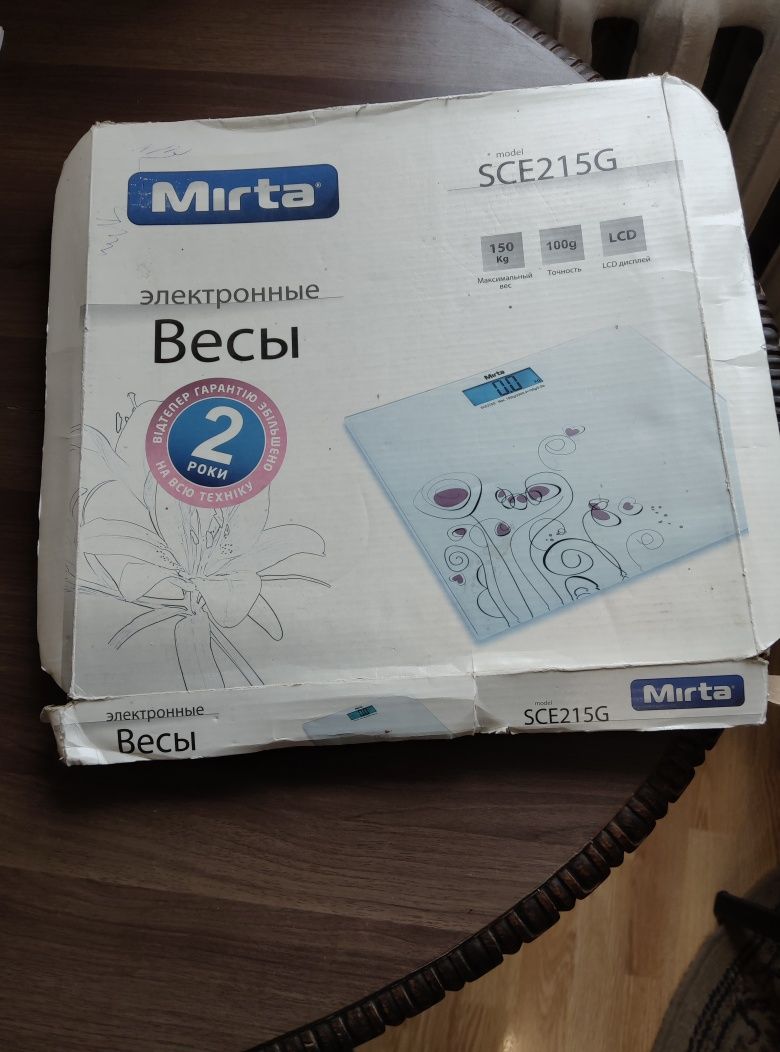 Mirta
model
SCE215G
150 Kg
100g
LCD
Максимальный вес
Точность
LCD дисплей
электронные
Весы
ВІДТЕПЕР ГАРАНТІЮ ЗБІЛЬШЕНО
2
РОКИ
НА ВСЮ ТЕХНІКУ
Mirta
0.0
электронные
Весы
model
SCE215G
Mirta